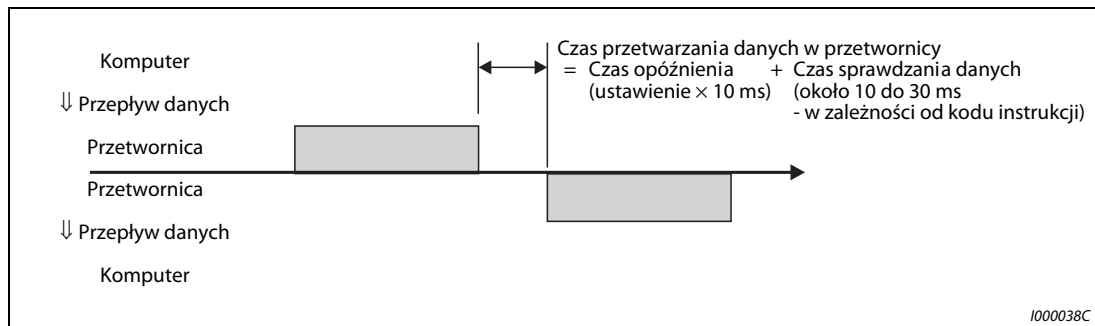 Komputer
⇓ Przepływ danych
Przetwornica
Przetwornica
⇓ Przepływ danych
Komputer
Czas przetwarzania danych w przetwornicy
= Czas opóźnienia + Czas sprawdzania danych
(ustawienie × 10 ms) (około 10 do 30 ms
- w zależności od kodu instrukcji)
I000038C